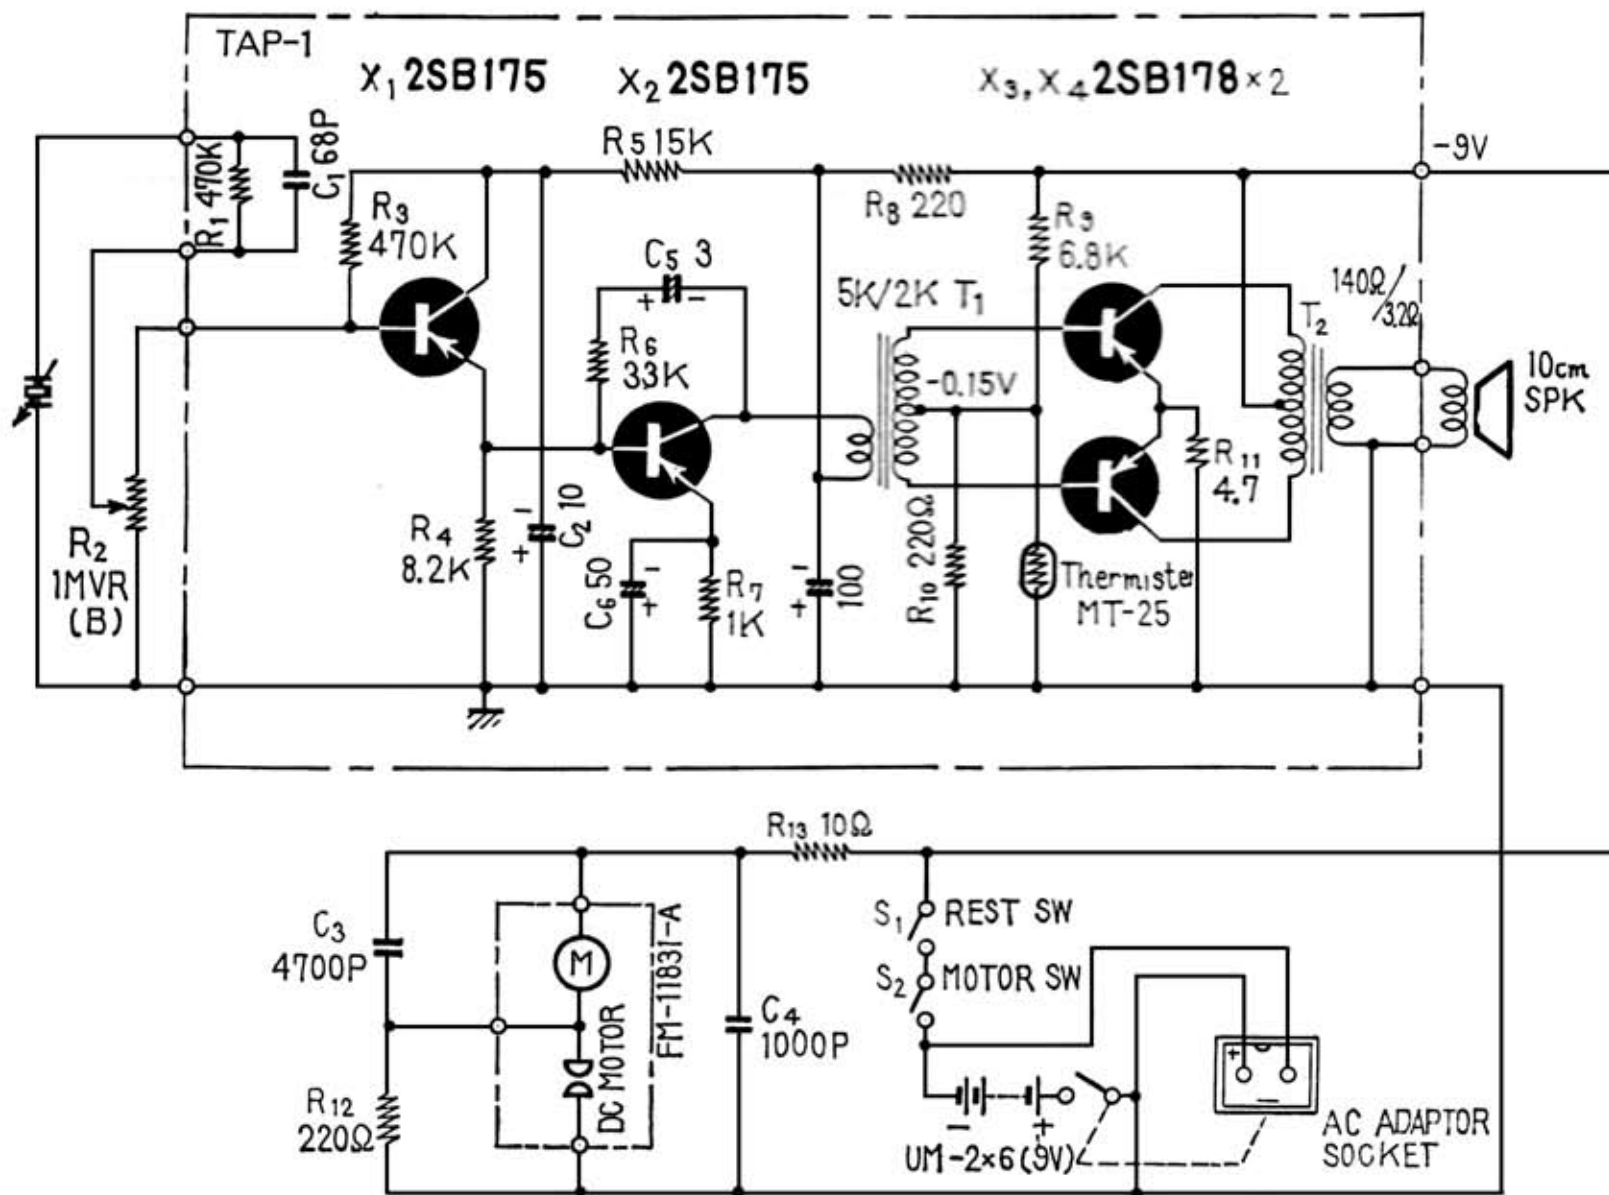 TAP-1
X₁ 2SB175
X₂ 2SB175
X₃, X₄ 2SB178 × 2
R₁ 470K
C₁ 68P
R₃
470K
R₅ 15K
R₈ 220
-9V
R₉
6.8K
C₅ 3
+ -
5K/2K T₁
140Ω
/3.2Ω
T₂
R₆
33K
-0.15V
10cm
SPK
R₂
1MVR
(B)
R₄
8.2K
-
+
C₂ 10
C₆ 50
-
+
R₇
1K
-
+
100
R₁₀ 220Ω
R₁₁
4.7
Thermister
MT-25
R₁₃ 10Ω
C₃
4700P
M
DC MOTOR
FM-11831-A
C₄
1000P
S₁ REST SW
S₂ MOTOR SW
R₁₂
220Ω
- +
UM-2×6 (9V)
+
-
AC ADAPTOR
SOCKET